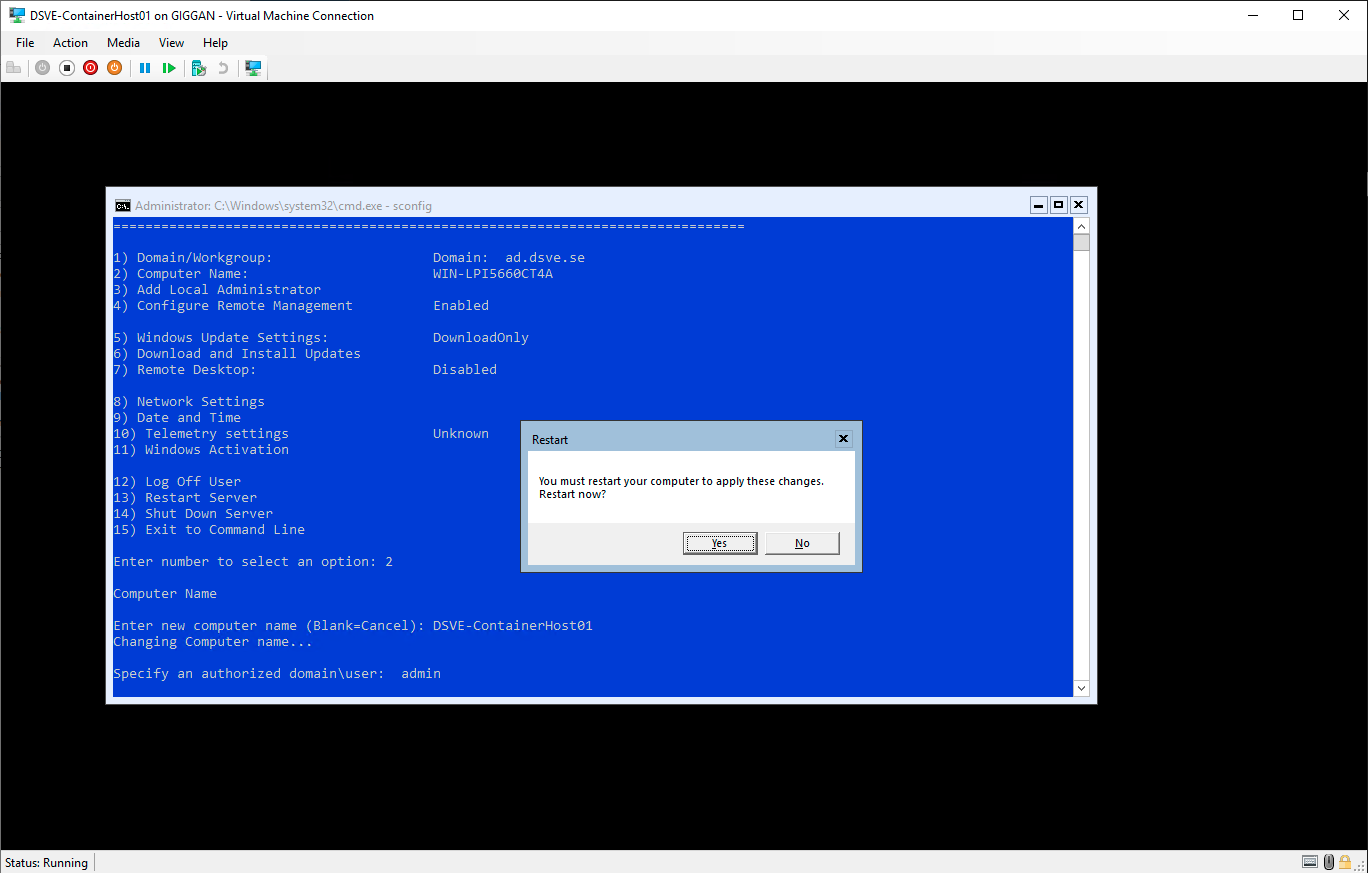 DSVE-ContainerHost01 on GIGGAN - Virtual Machine Connection
File Action Media View Help
Administrator: C:\Windows\system32\cmd.exe - sconfig
===============================================================================
1) Domain/Workgroup: Domain: ad.dsve.se
2) Computer Name: WIN-LPI5660CT4A
3) Add Local Administrator
4) Configure Remote Management Enabled
5) Windows Update Settings: DownloadOnly
6) Download and Install Updates
7) Remote Desktop: Disabled
8) Network Settings
9) Date and Time
10) Telemetry settings Unknown
11) Windows Activation
12) Log Off User
13) Restart Server
14) Shut Down Server
15) Exit to Command Line
Enter number to select an option: 2
Computer Name
Enter new computer name (Blank=Cancel): DSVE-ContainerHost01
Changing Computer name...
Specify an authorized domain\user: admin
Restart
You must restart your computer to apply these changes.
Restart now?
Yes No
Status: Running